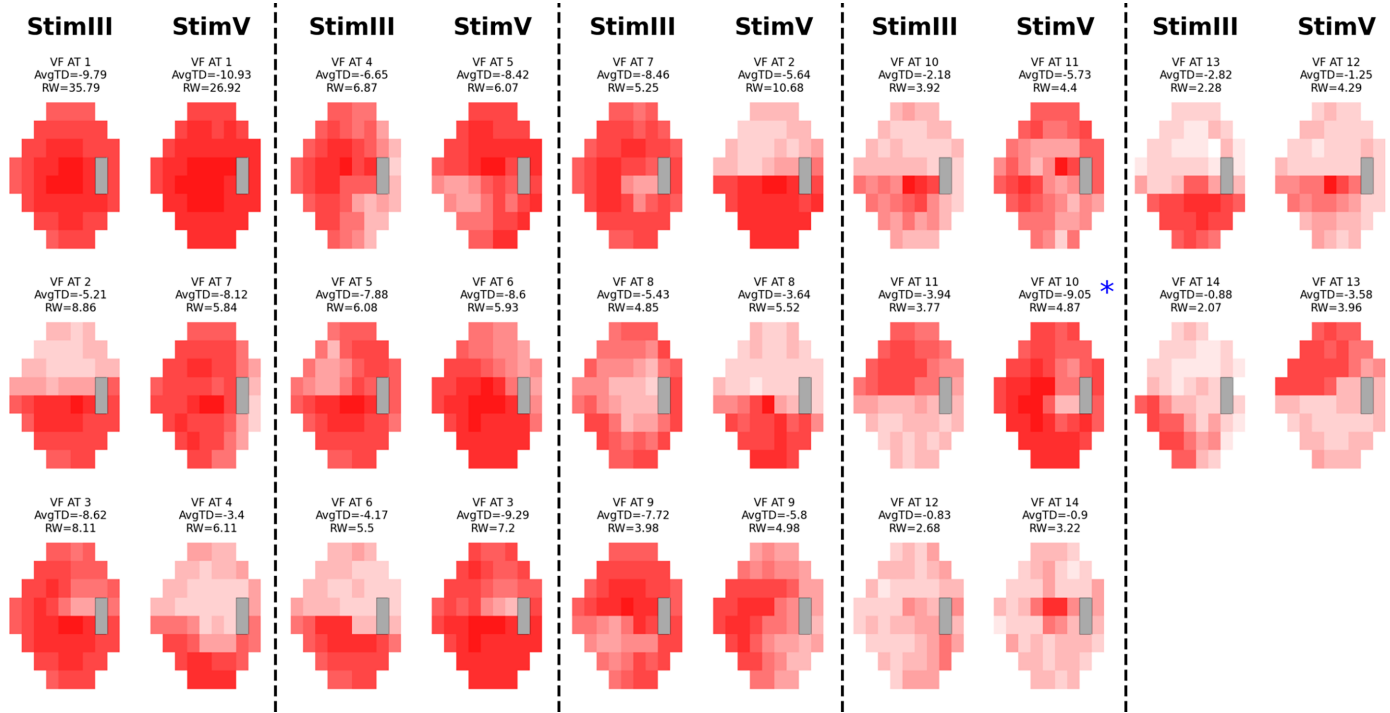 StimIII StimV StimIII StimV StimIII StimV StimIII StimV StimIII StimV
VF AT 1
AvgTD=-9.79
RW=35.79
VF AT 1
AvgTD=-10.93
RW=26.92
VF AT 4
AvgTD=-6.65
RW=6.87
VF AT 5
AvgTD=-8.42
RW=6.07
VF AT 7
AvgTD=-8.46
RW=5.25
VF AT 2
AvgTD=-5.64
RW=10.68
VF AT 10
AvgTD=-2.18
RW=3.92
VF AT 11
AvgTD=-5.73
RW=4.4
VF AT 13
AvgTD=-2.82
RW=2.28
VF AT 12
AvgTD=-1.25
RW=4.29
VF AT 2
AvgTD=-5.21
RW=8.86
VF AT 7
AvgTD=-8.12
RW=5.84
VF AT 5
AvgTD=-7.88
RW=6.08
VF AT 6
AvgTD=-8.6
RW=5.93
VF AT 8
AvgTD=-5.43
RW=4.85
VF AT 8
AvgTD=-3.64
RW=5.52
VF AT 11
AvgTD=-3.94
RW=3.77
VF AT 10
AvgTD=-9.05
RW=4.87
*
VF AT 14
AvgTD=-0.88
RW=2.07
VF AT 13
AvgTD=-3.58
RW=3.96
VF AT 3
AvgTD=-8.62
RW=8.11
VF AT 4
AvgTD=-3.4
RW=6.11
VF AT 6
AvgTD=-4.17
RW=5.5
VF AT 3
AvgTD=-9.29
RW=7.2
VF AT 9
AvgTD=-7.72
RW=3.98
VF AT 9
AvgTD=-5.8
RW=4.98
VF AT 12
AvgTD=-0.83
RW=2.68
VF AT 14
AvgTD=-0.9
RW=3.22